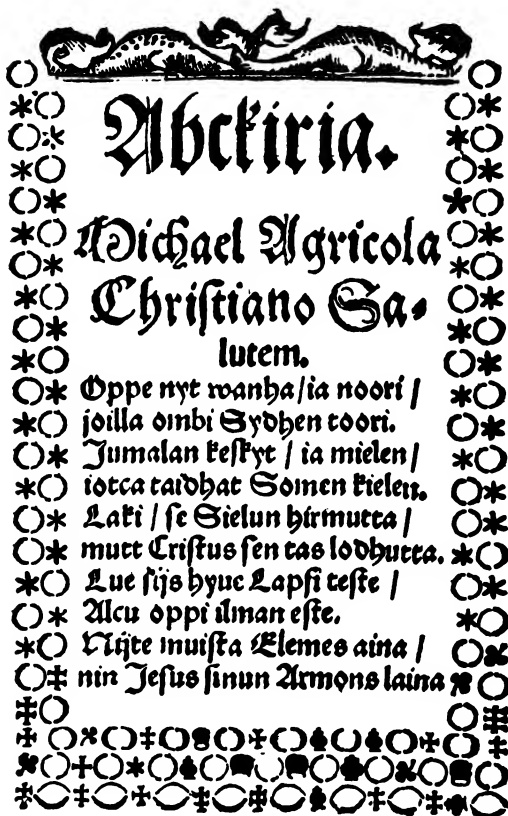 Abckiria.
Michael Agricola
Christiano Sa-
lutem.
Oppe nyt wanha/ia noori /
joilla ombi Sydhen toori.
Jumalan keskyt / ia mielen/
iotca taidhat Somen kielen.
Laki / se Sielun hirmutta /
mutt Cristus sen tas lodhutta.
Lue sijs hyue Lapsi teste /
Alcu oppi ilman este.
Nijte muista Elemes aina /
nin Jesus sinun Armons laina